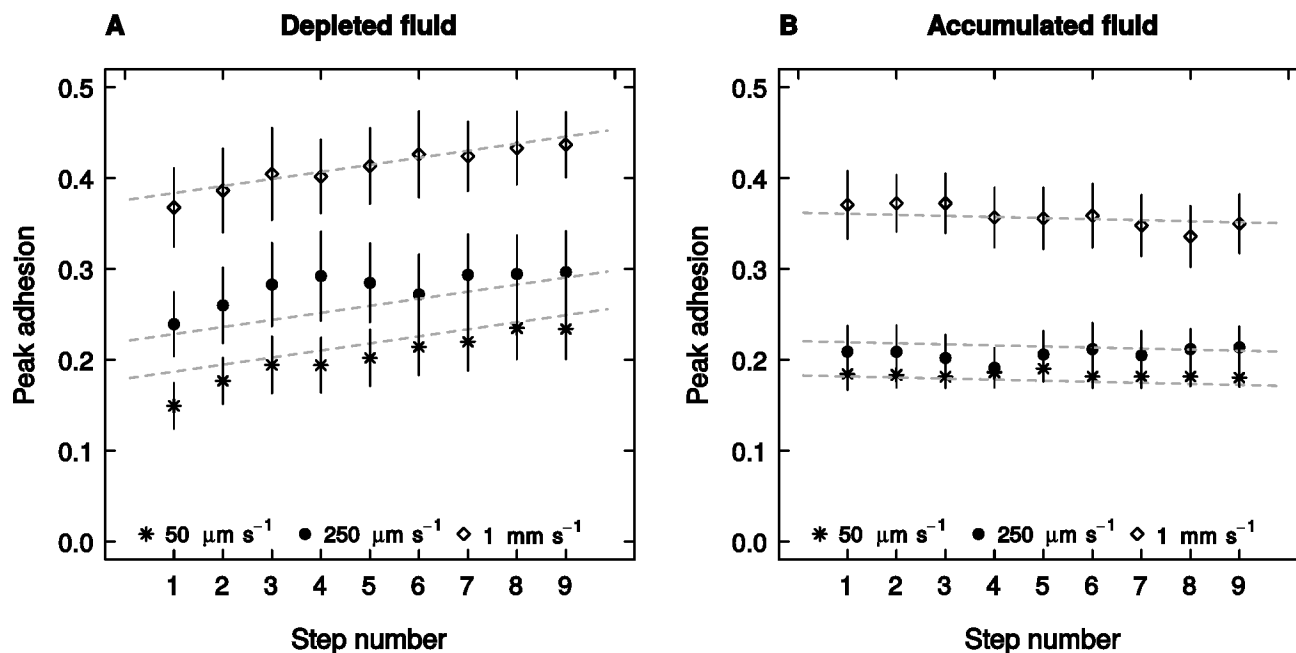 A Depleted fluid
0.5
0.4
0.3
0.2
0.1
0.0
Peak adhesion
50 μm s⁻¹ 250 μm s⁻¹ 1 mm s⁻¹
1 2 3 4 5 6 7 8 9
Step number
B Accumulated fluid
0.5
0.4
0.3
0.2
0.1
0.0
Peak adhesion
50 μm s⁻¹ 250 μm s⁻¹ 1 mm s⁻¹
1 2 3 4 5 6 7 8 9
Step number